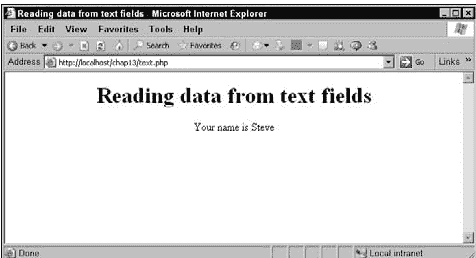 Reading data from text fields - Microsoft Internet Explorer
File Edit View Favorites Tools Help
Back Search Favorites
Address http://localhost/chap13/text.php Go Links »
Reading data from text fields
Your name is Steve
Done Local intranet